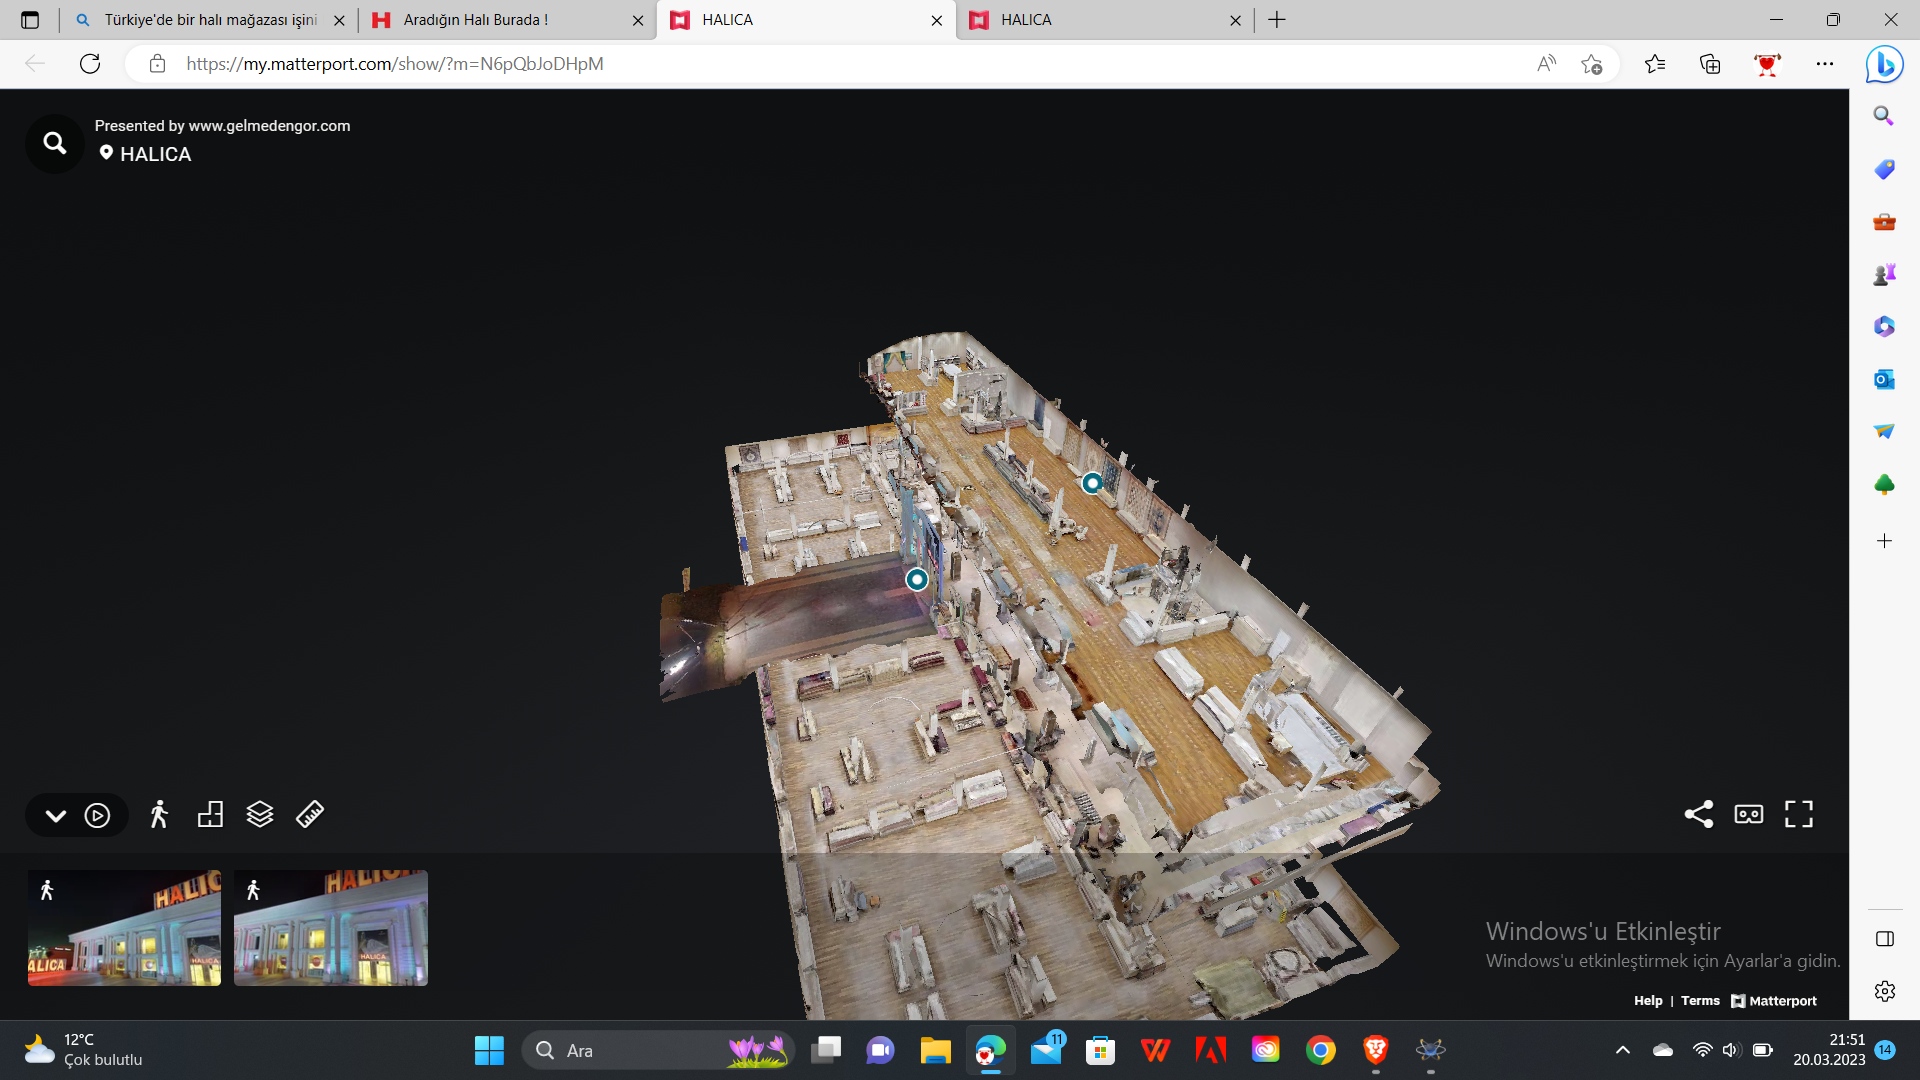 Türkiye'de bir halı mağazası işini
Aradığın Halı Burada !
HALICA
HALICA
https://my.matterport.com/show/?m=N6pQbJoDHpM
Presented by www.gelmedengor.com
HALICA
HALIC
ALICA
HALICA
HALICA
HALICA
Windows'u Etkinleştir
Windows'u etkinleştirmek için Ayarlar'a gidin.
Help | Terms Matterport
12°C
Çok bulutlu
Ara
11
21:51
20.03.2023
14